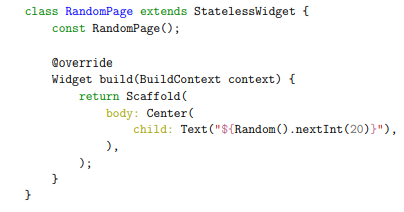 class RandomPage extends StatelessWidget {
    const RandomPage();

    @override
    Widget build(BuildContext context) {
        return Scaffold(
            body: Center(
                child: Text("${Random().nextInt(20)}"),
            ),
        );
    }
}